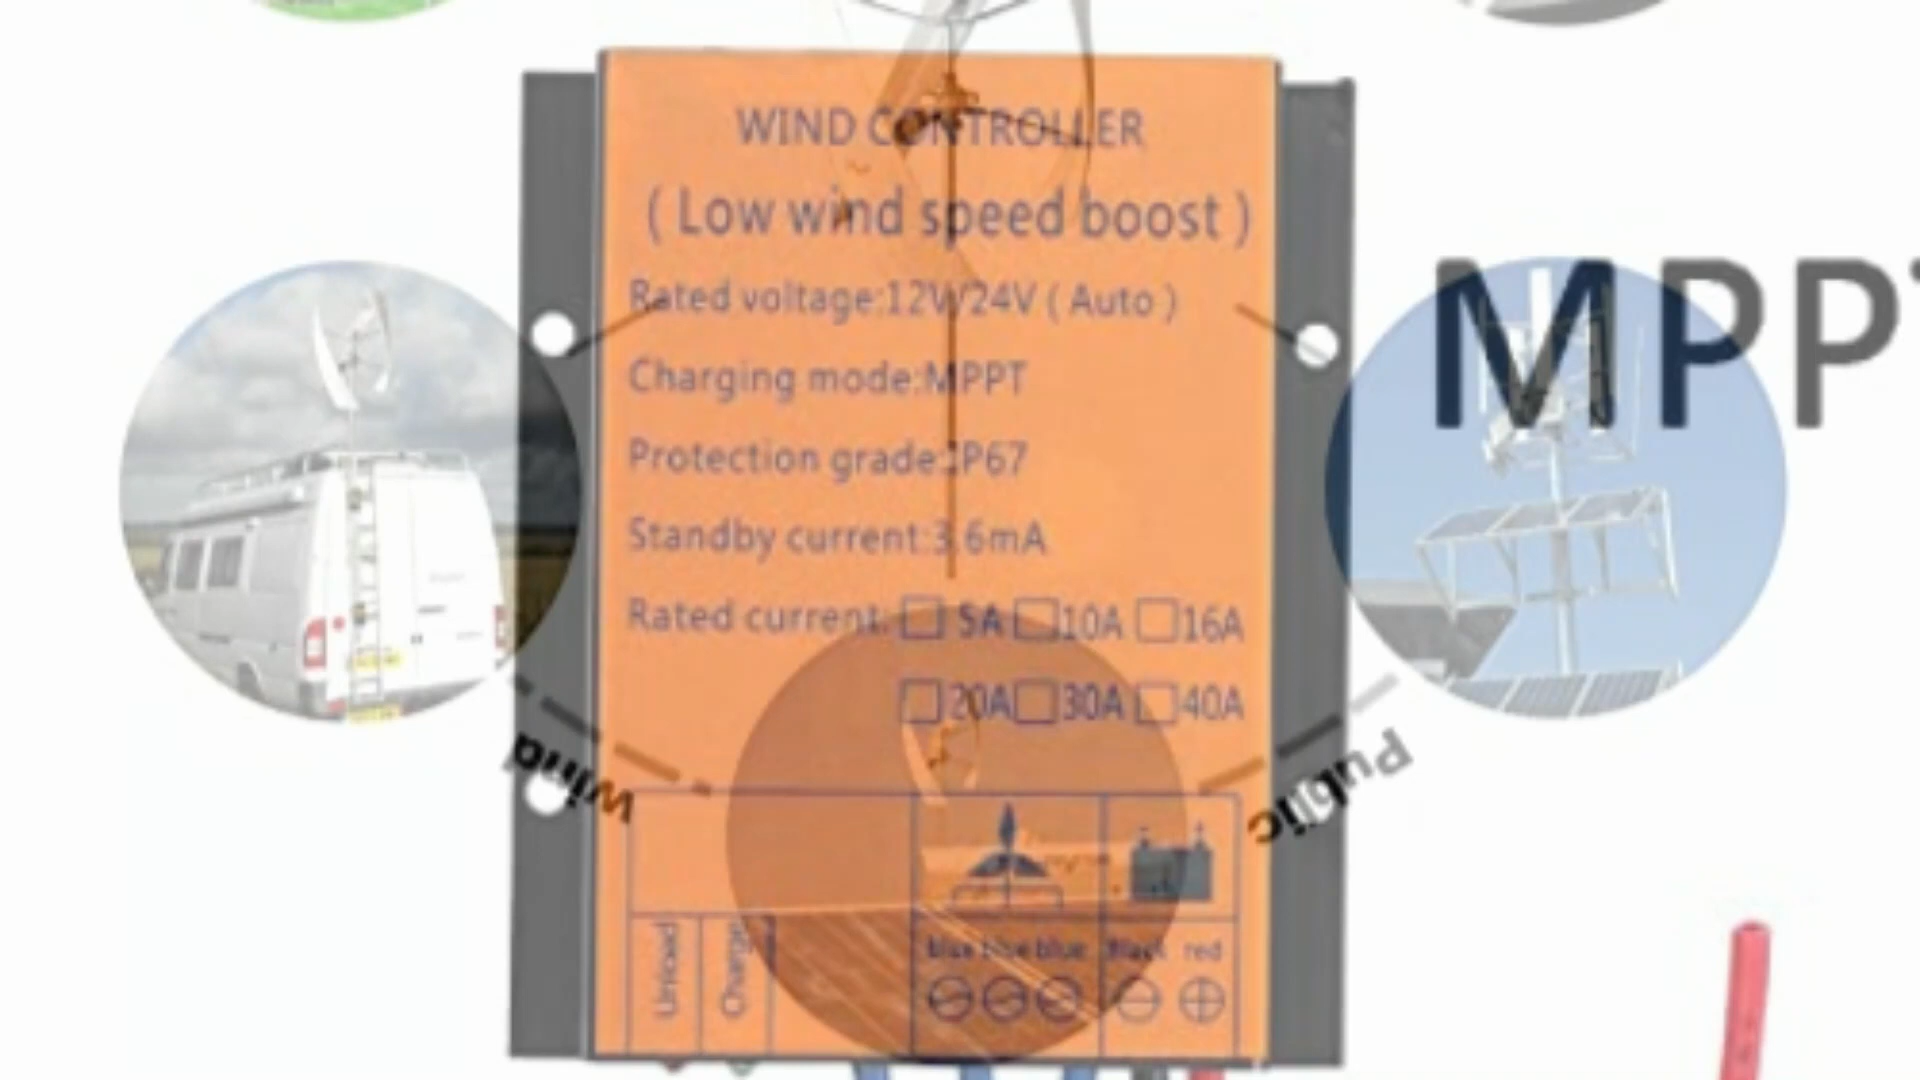 WIND CONTROLLER
( Low wind speed boost )
Rated voltage:12V/24V ( Auto )
MPPT
Charging mode:MPPT
Protection grade:IP67
Standby current:3.6mA
Rated current: 5A 10A 16A
20A 30A 40A
Wind
Public
Unload
Charge
blue blue blue
Black red